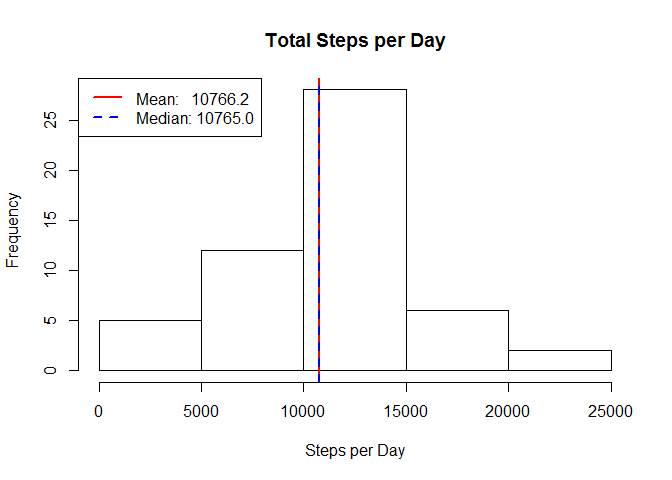 Total Steps per Day
Mean:   10766.2
Median: 10765.0
Frequency
25
20
15
10
5
0
0 5000 10000 15000 20000 25000
Steps per Day